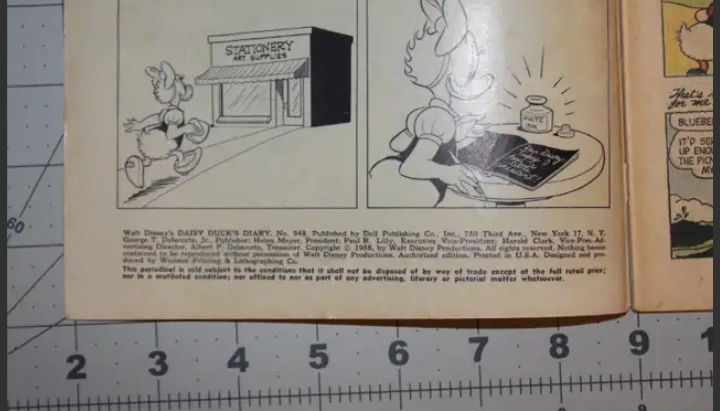 STATIONERY
ART SUPPLIES
WHITE
INK
That's
for me
BLUEBE
IT'D SE
UP ENOU
THE PIC
MY
Walt Disney's DAISY DUCK'S DIARY, No. 948. Published by Dell Publishing Co., Inc., 750 Third Ave., New York 17, N. Y.
George T. Delacorte, Jr., Publisher; Helen Meyer, President; Paul R. Lilly, Executive Vice-President; Harold Clark, Vice-Pres-Ad-
vertising Director; Albert P. Delacorte, Treasurer. Copyright © 1958, by Walt Disney Productions. All rights reserved. Nothing herein
contained to be reproduced without permission of Walt Disney Productions. Authorized edition. Printed in U.S.A. Designed and pro-
duced by Western Printing & Lithographing Co.
This periodical is sold subject to the conditions that it shall not be disposed of by way of trade except at the full retail price;
nor in a mutilated condition; nor affixed to nor as part of any advertising, literary or pictorial matter whatsoever.
60
2 3 4 5 6 7 8 9 1